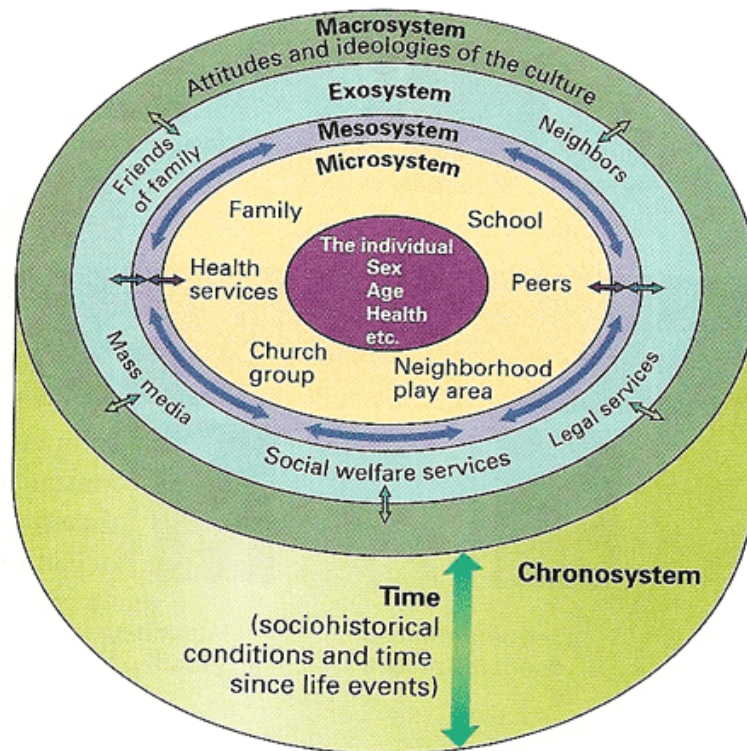 Macrosystem
Attitudes and ideologies of the culture
Exosystem
Mesosystem
Microsystem
Friends
of family
Neighbors
Family
School
The individual
Sex
Age
Health
etc.
Health
services
Peers
Church
group
Neighborhood
play area
Mass media
Legal services
Social welfare services
Chronosystem
Time
(sociohistorical
conditions and time
since life events)